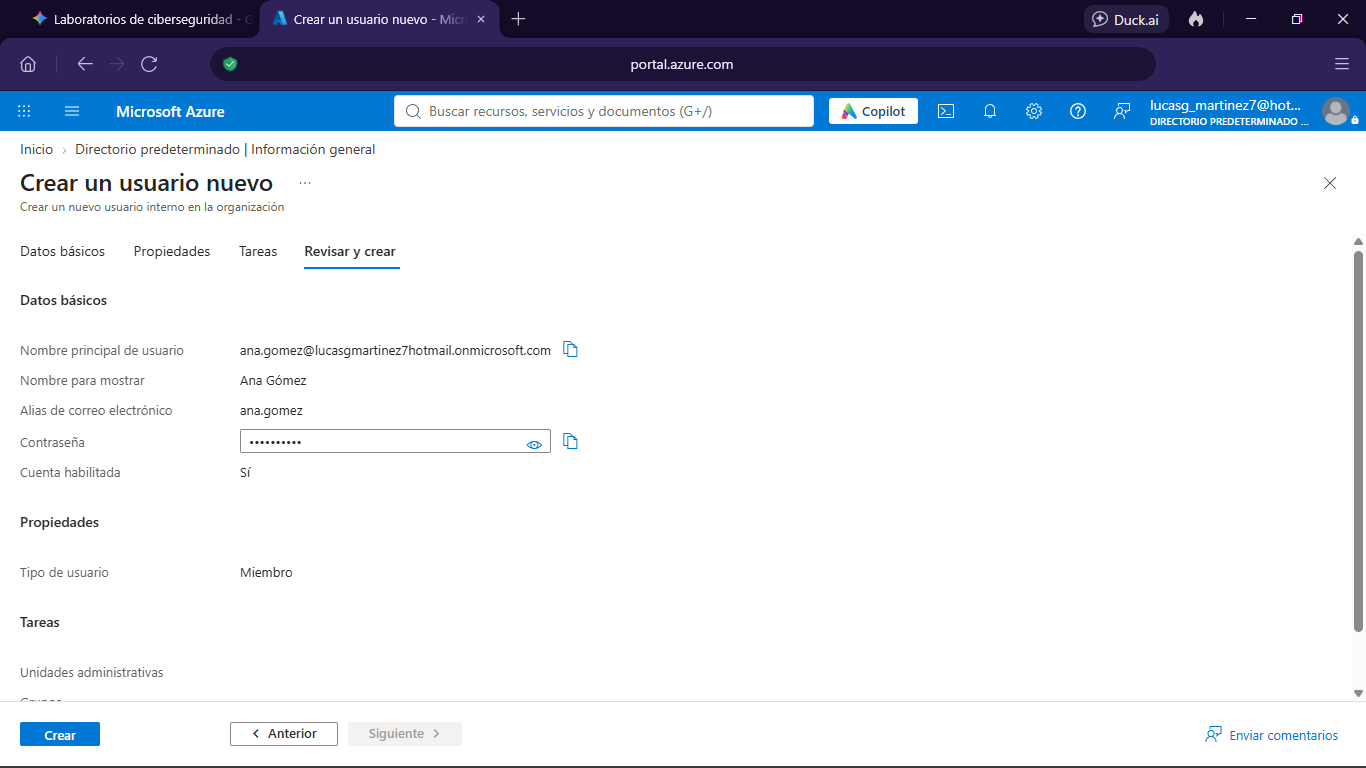 Laboratorios de ciberseguridad - G
Crear un usuario nuevo - Micr
Duck.ai
portal.azure.com
Microsoft Azure
Buscar recursos, servicios y documentos (G+/)
Copilot
lucasg_martinez7@hot...
DIRECTORIO PREDETERMINADO ...
Inicio
Directorio predeterminado | Información general
Crear un usuario nuevo
...
Crear un nuevo usuario interno en la organización
Datos básicos
Propiedades
Tareas
Revisar y crear
Datos básicos
Nombre principal de usuario
ana.gomez@lucasgmartinez7hotmail.onmicrosoft.com
Nombre para mostrar
Ana Gómez
Alias de correo electrónico
ana.gomez
Contraseña
••••••••••
Cuenta habilitada
Sí
Propiedades
Tipo de usuario
Miembro
Tareas
Unidades administrativas
Grupos
Crear
Anterior
Siguiente
Enviar comentarios